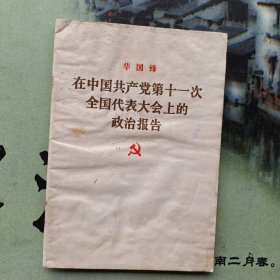 华国锋
在中国共产党第十一次
全国代表大会上的
政治报告
南二月春。